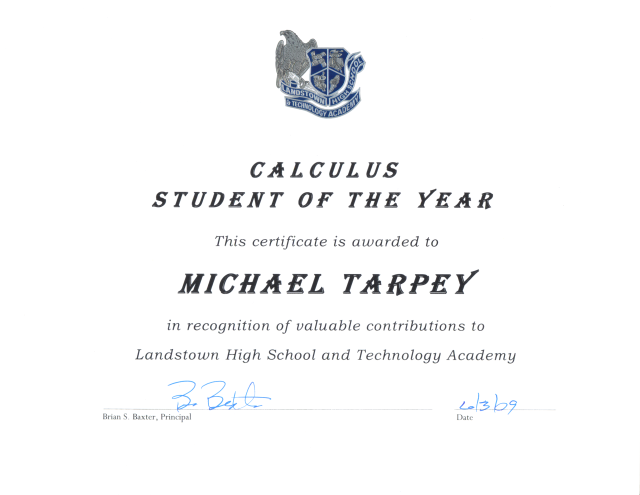 LANDSTOWN HIGH SCHOOL
& TECHNOLOGY ACADEMY
CALCULUS
STUDENT OF THE YEAR
This certificate is awarded to
MICHAEL TARPEY
in recognition of valuable contributions to
Landstown High School and Technology Academy
6/3/09
Brian S. Baxter, Principal Date